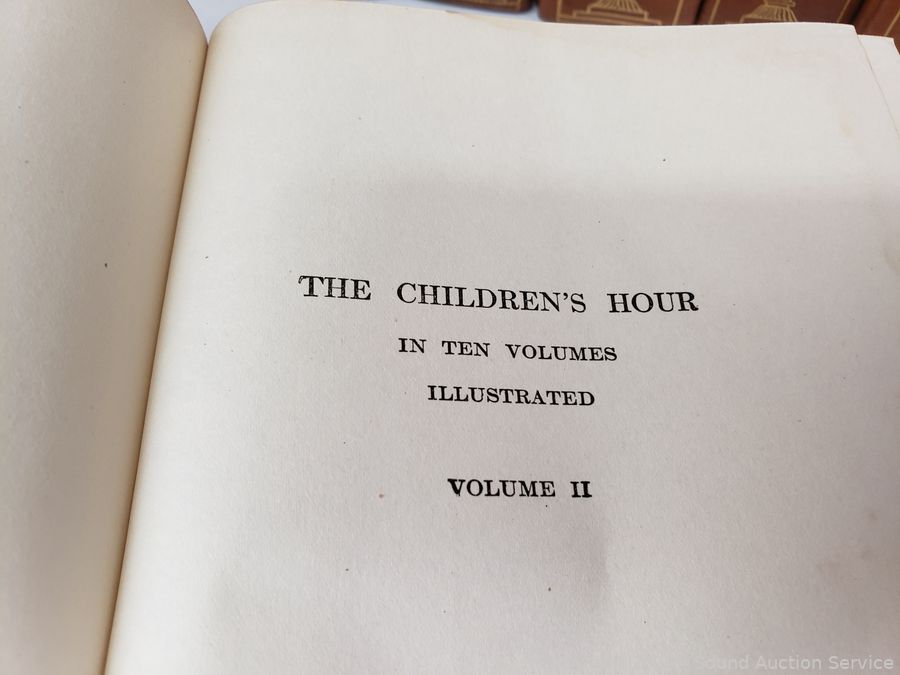 THE CHILDREN'S HOUR
IN TEN VOLUMES
ILLUSTRATED
VOLUME II
Sound Auction Service